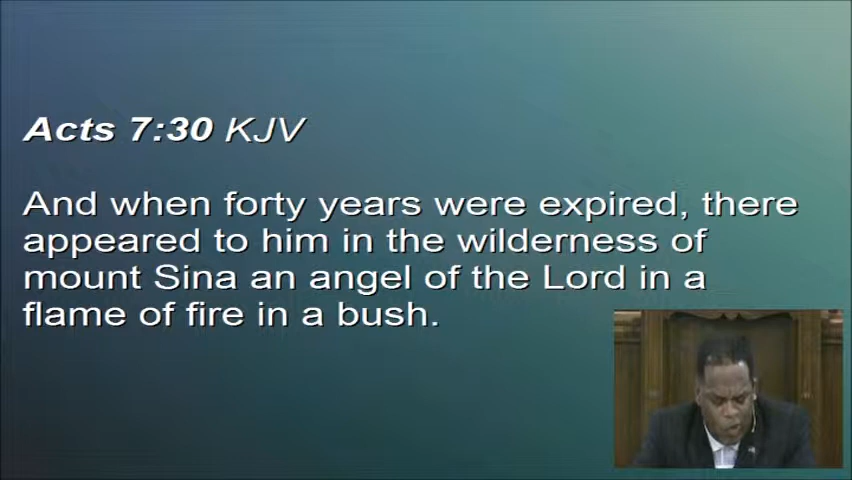 Acts 7:30 KJV
And when forty years were expired, there
appeared to him in the wilderness of
mount Sina an angel of the Lord in a
flame of fire in a bush.